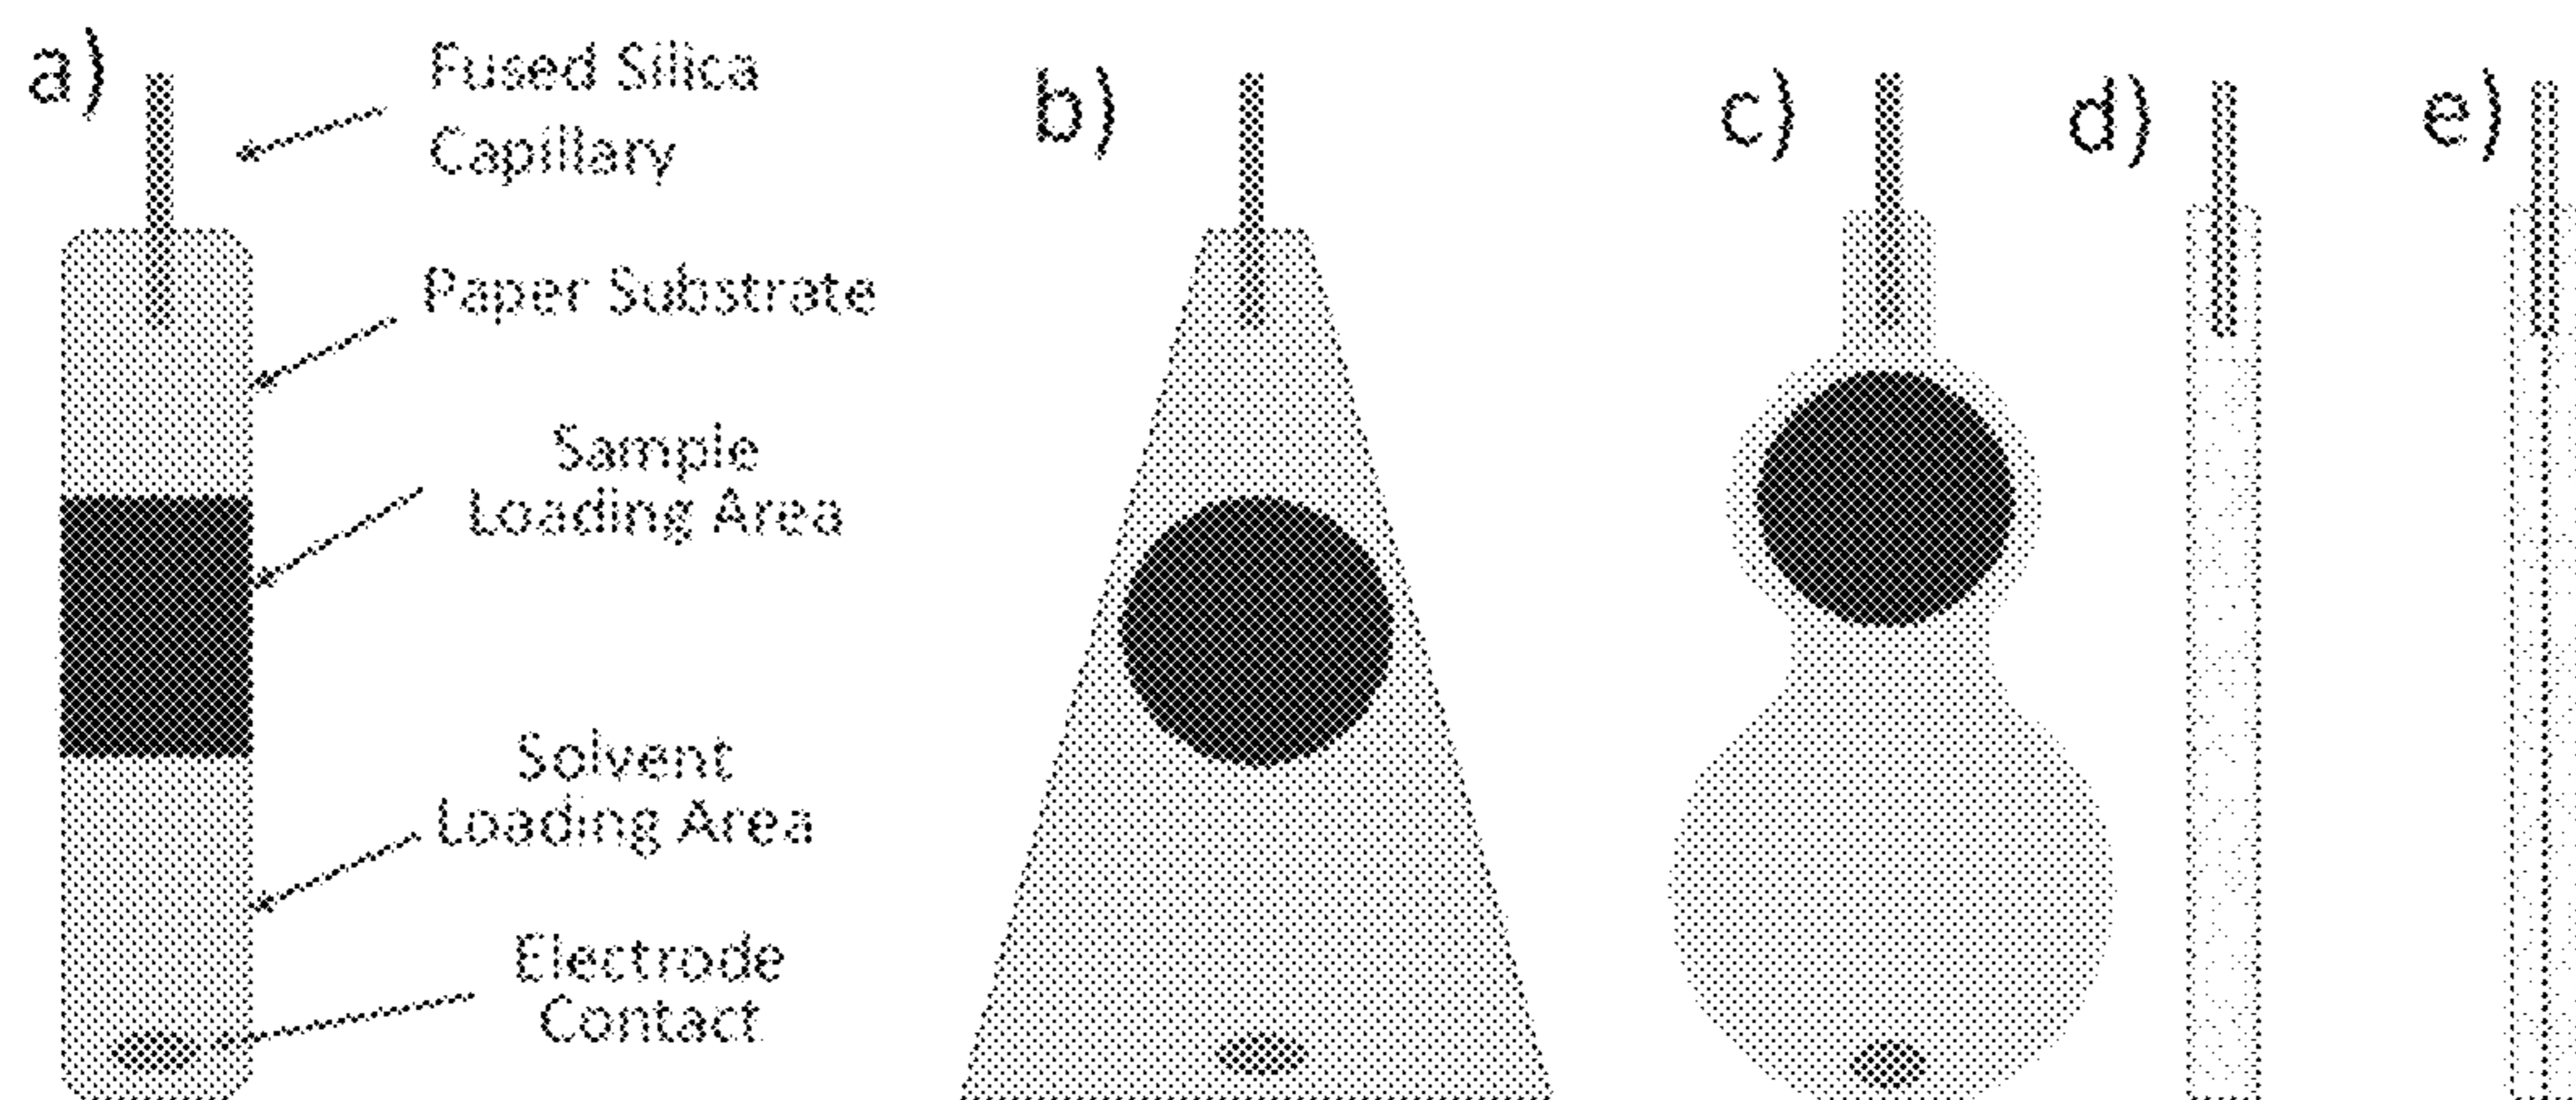 a)
Fused Silica
Capillary
Paper Substrate
Sample
Loading Area
Solvent
Loading Area
Electrode
Contact
b)
c)
d)
e)